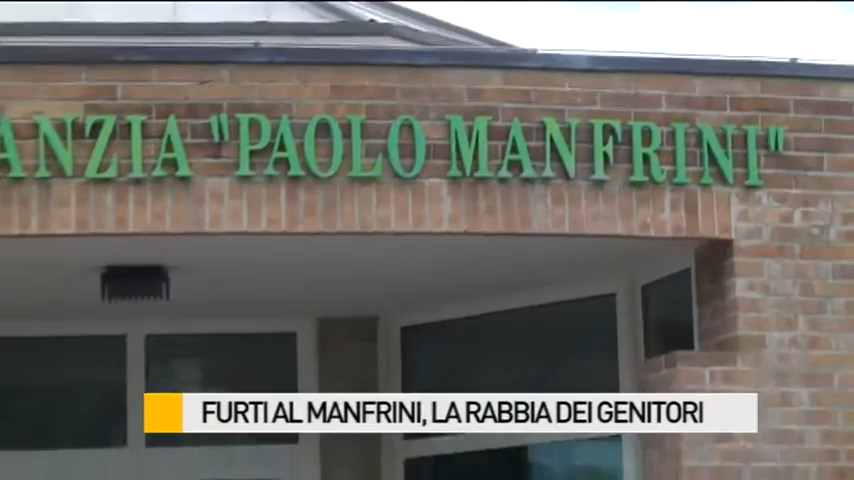 ANZIA "PAOLO MANFRINI"
FURTI AL MANFRINI, LA RABBIA DEI GENITORI